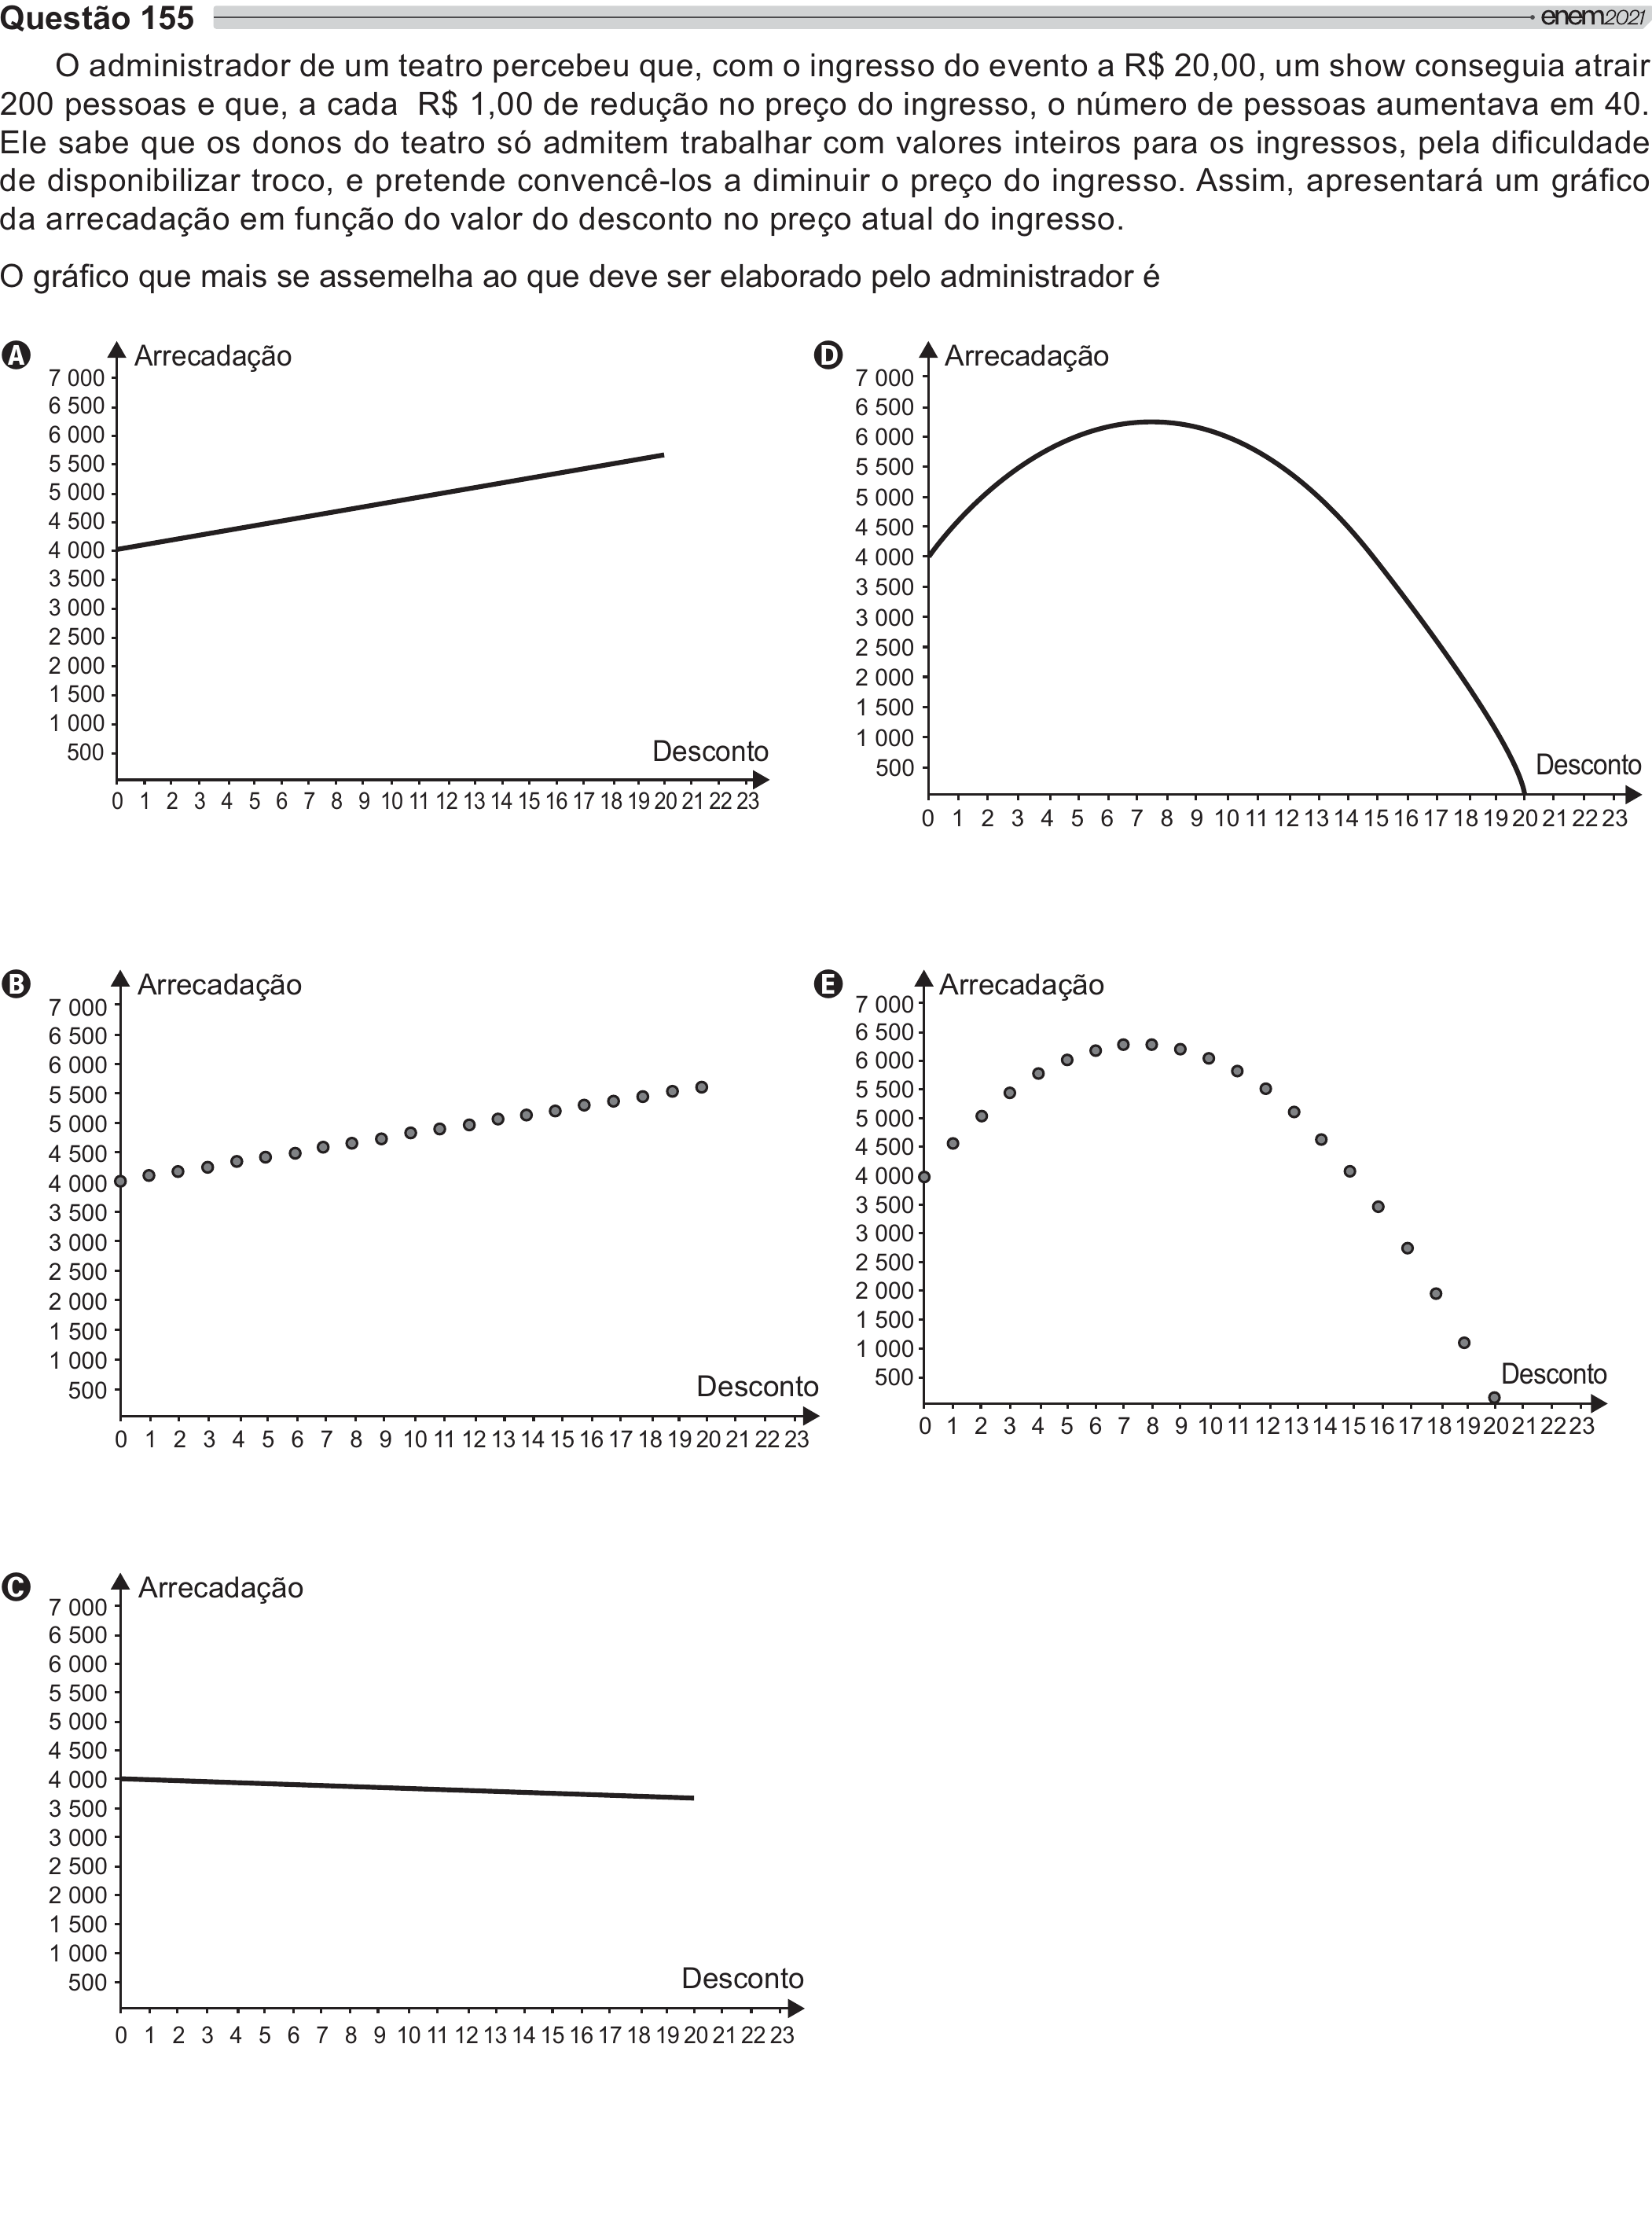 Questão 155
enem2021
O administrador de um teatro percebeu que, com o ingresso do evento a R$ 20,00, um show conseguia atrair
200 pessoas e que, a cada R$ 1,00 de redução no preço do ingresso, o número de pessoas aumentava em 40.
Ele sabe que os donos do teatro só admitem trabalhar com valores inteiros para os ingressos, pela dificuldade
de disponibilizar troco, e pretende convencê-los a diminuir o preço do ingresso. Assim, apresentará um gráfico
da arrecadação em função do valor do desconto no preço atual do ingresso.
O gráfico que mais se assemelha ao que deve ser elaborado pelo administrador é
A
Arrecadação
7 000
6 500
6 000
5 500
5 000
4 500
4 000
3 500
3 000
2 500
2 000
1 500
1 000
500
Desconto
0 1 2 3 4 5 6 7 8 9 10 11 12 13 14 15 16 17 18 19 20 21 22 23
B
Arrecadação
7 000
6 500
6 000
5 500
5 000
4 500
4 000
3 500
3 000
2 500
2 000
1 500
1 000
500
Desconto
0 1 2 3 4 5 6 7 8 9 10 11 12 13 14 15 16 17 18 19 20 21 22 23
C
Arrecadação
7 000
6 500
6 000
5 500
5 000
4 500
4 000
3 500
3 000
2 500
2 000
1 500
1 000
500
Desconto
0 1 2 3 4 5 6 7 8 9 10 11 12 13 14 15 16 17 18 19 20 21 22 23
D
Arrecadação
7 000
6 500
6 000
5 500
5 000
4 500
4 000
3 500
3 000
2 500
2 000
1 500
1 000
500
Desconto
0 1 2 3 4 5 6 7 8 9 10 11 12 13 14 15 16 17 18 19 20 21 22 23
E
Arrecadação
7 000
6 500
6 000
5 500
5 000
4 500
4 000
3 500
3 000
2 500
2 000
1 500
1 000
500
Desconto
0 1 2 3 4 5 6 7 8 9 10 11 12 13 14 15 16 17 18 19 20 21 22 23